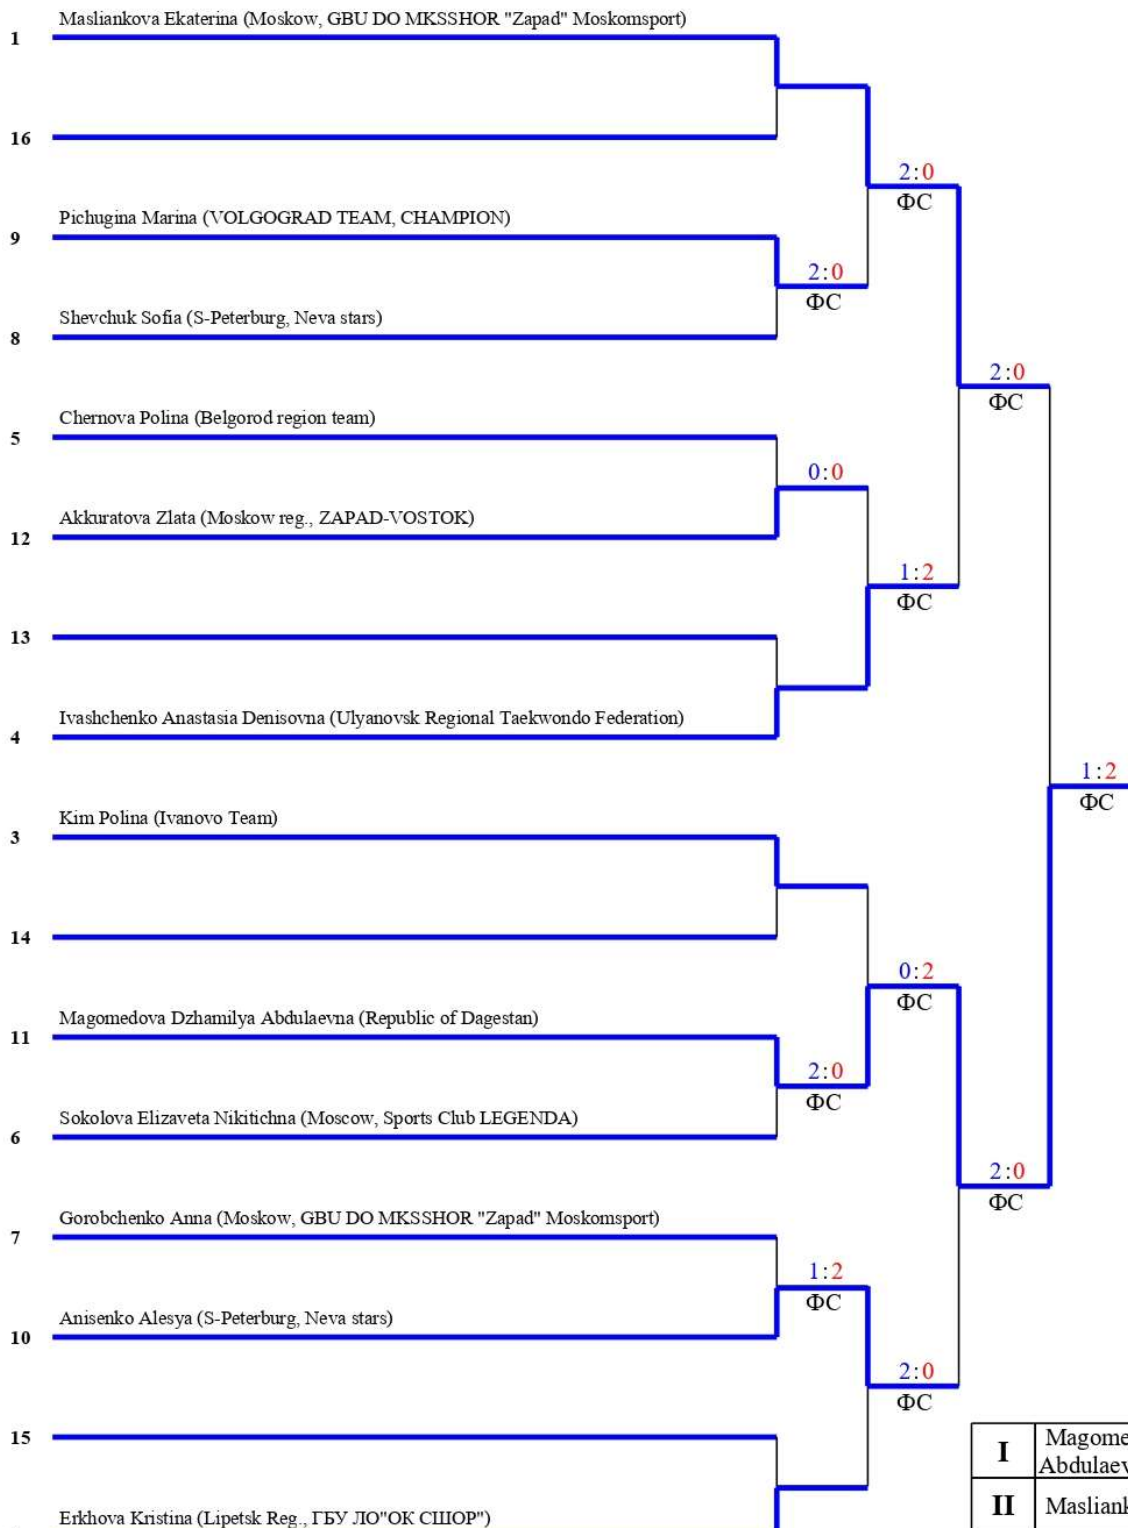 Masliankova Ekaterina (Moskow, GBU DO MKSSHOR "Zapad" Moskomsport)
1
16
2:0
ФС
Pichugina Marina (VOLGOGRAD TEAM, CHAMPION)
9
2:0
ФС
Shevchuk Sofia (S-Peterburg, Neva stars)
8
2:0
ФС
Chernova Polina (Belgorod region team)
5
0:0
Akkuratova Zlata (Moskow reg., ZAPAD-VOSTOK)
12
1:2
ФС
13
Ivashchenko Anastasia Denisovna (Ulyanovsk Regional Taekwondo Federation)
4
1:2
ФС
Kim Polina (Ivanovo Team)
3
14
0:2
ФС
Magomedova Dzhamilya Abdulaevna (Republic of Dagestan)
11
2:0
ФС
Sokolova Elizaveta Nikitichna (Moscow, Sports Club LEGENDA)
6
2:0
ФС
Gorobchenko Anna (Moskow, GBU DO MKSSHOR "Zapad" Moskomsport)
7
1:2
ФС
Anisenko Alesya (S-Peterburg, Neva stars)
10
2:0
ФС
15
I Magome
Abdulaev
II Masliank
Erkhova Kristina (Lipetsk Reg., ГБУ ЛО"ОК СШОР")